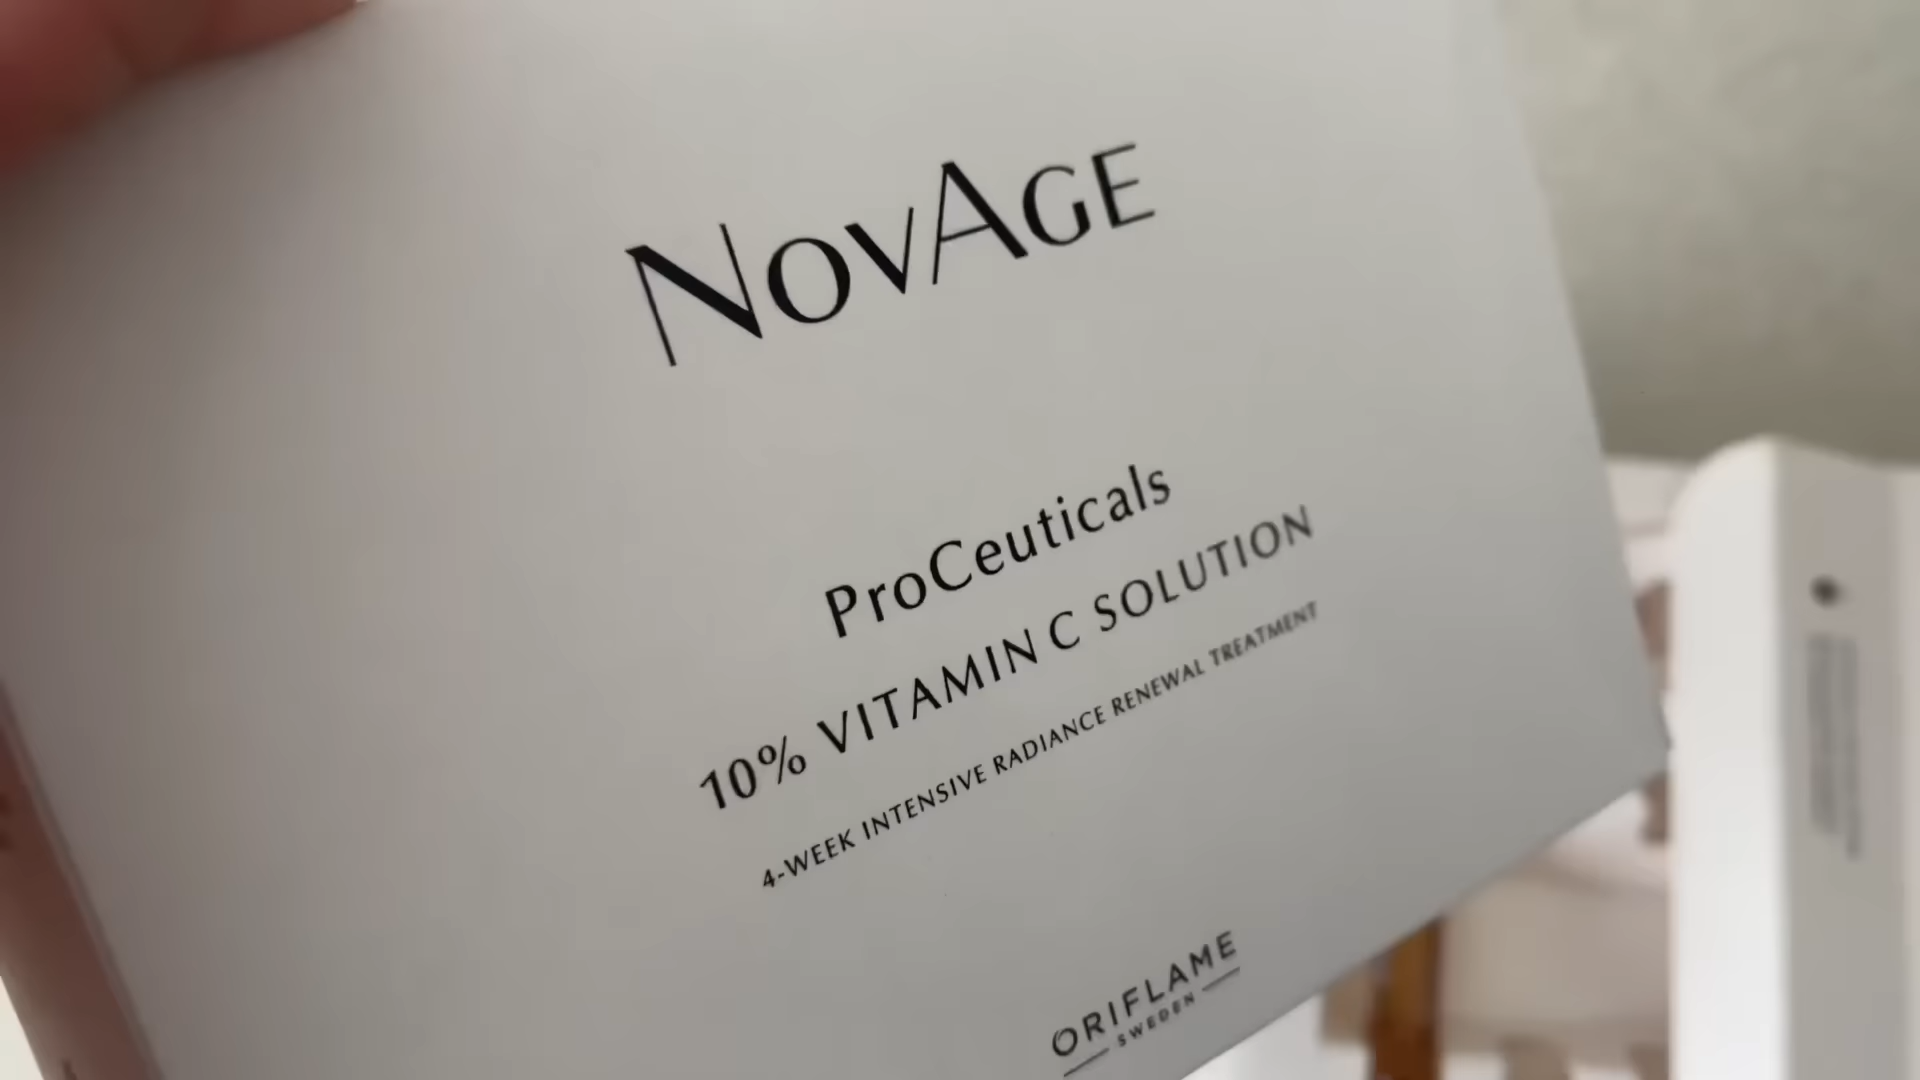 NOVAGE
ProCeuticals
10% VITAMIN C SOLUTION
4-WEEK INTENSIVE RADIANCE RENEWAL TREATMENT
ORIFLAME
SWEDEN